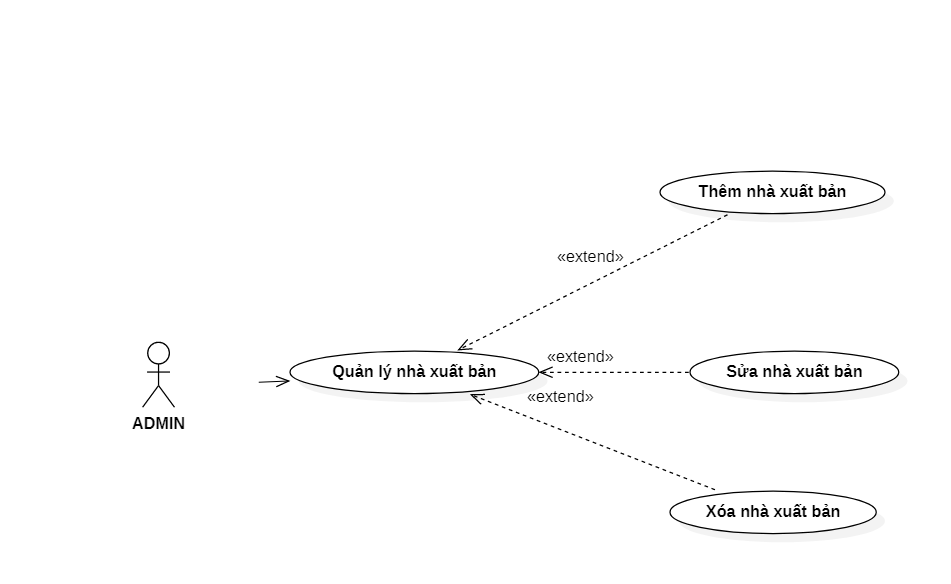 Thêm nhà xuất bản
«extend»
«extend»
Quản lý nhà xuất bản
Sửa nhà xuất bản
«extend»
ADMIN
Xóa nhà xuất bản